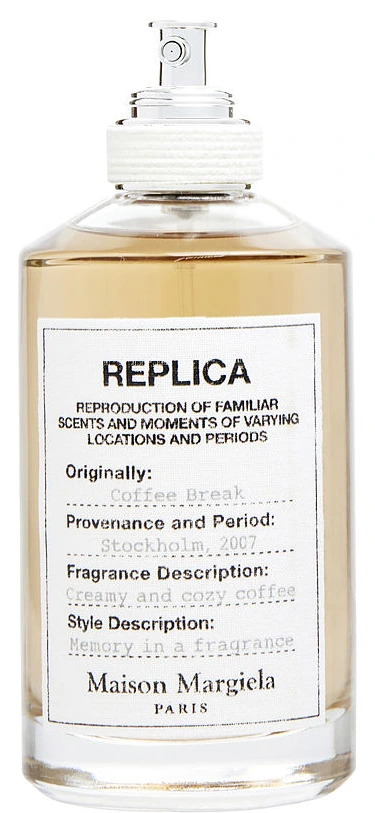 REPLICA
REPRODUCTION OF FAMILIAR
SCENTS AND MOMENTS OF VARYING
LOCATIONS AND PERIODS
Originally:
Coffee Break
Provenance and Period:
Stockholm, 2007
Fragrance Description:
Creamy and cozy coffee
Style Description:
Memory in a fragrance
Maison Margiela
PARIS